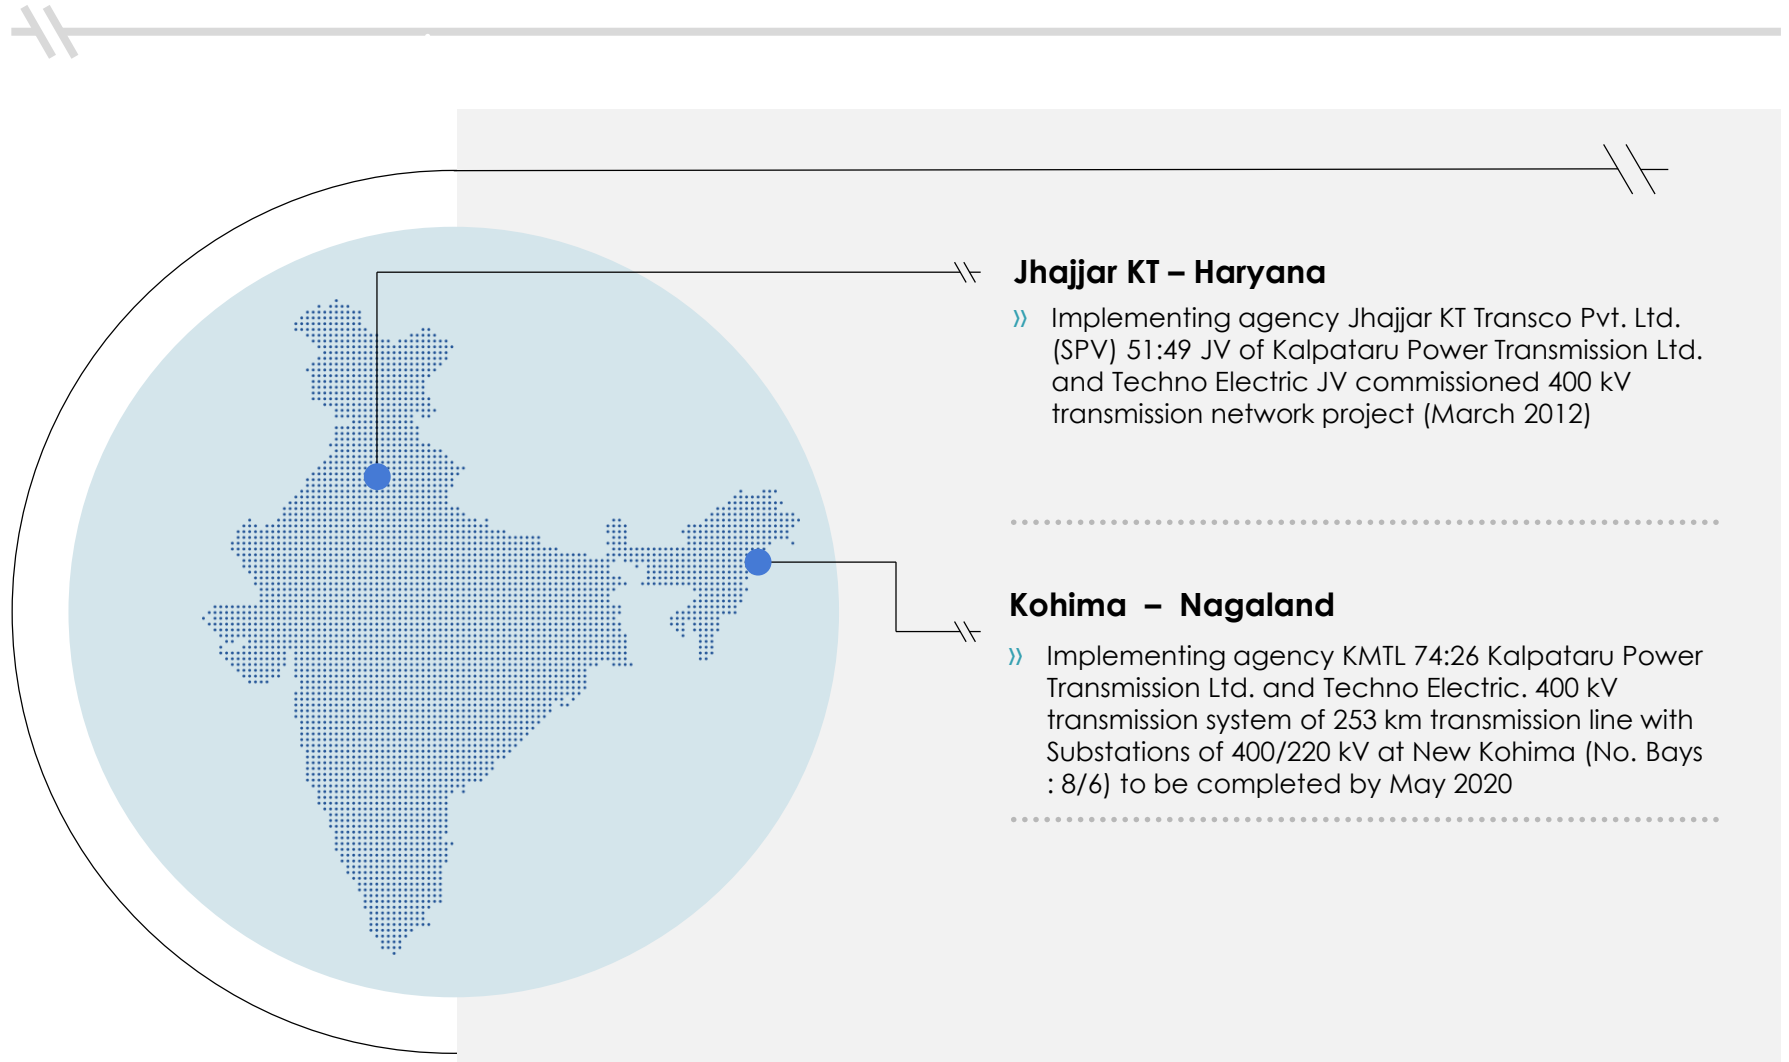 Jhajjar KT – Haryana
» Implementing agency Jhajjar KT Transco Pvt. Ltd.
(SPV) 51:49 JV of Kalpataru Power Transmission Ltd.
and Techno Electric JV commissioned 400 kV
transmission network project (March 2012)
Kohima – Nagaland
» Implementing agency KMTL 74:26 Kalpataru Power
Transmission Ltd. and Techno Electric. 400 kV
transmission system of 253 km transmission line with
Substations of 400/220 kV at New Kohima (No. Bays
: 8/6) to be completed by May 2020